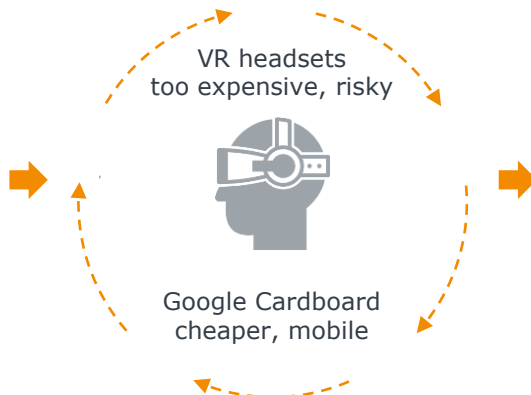 VR headsets
too expensive, risky
Google Cardboard
cheaper, mobile